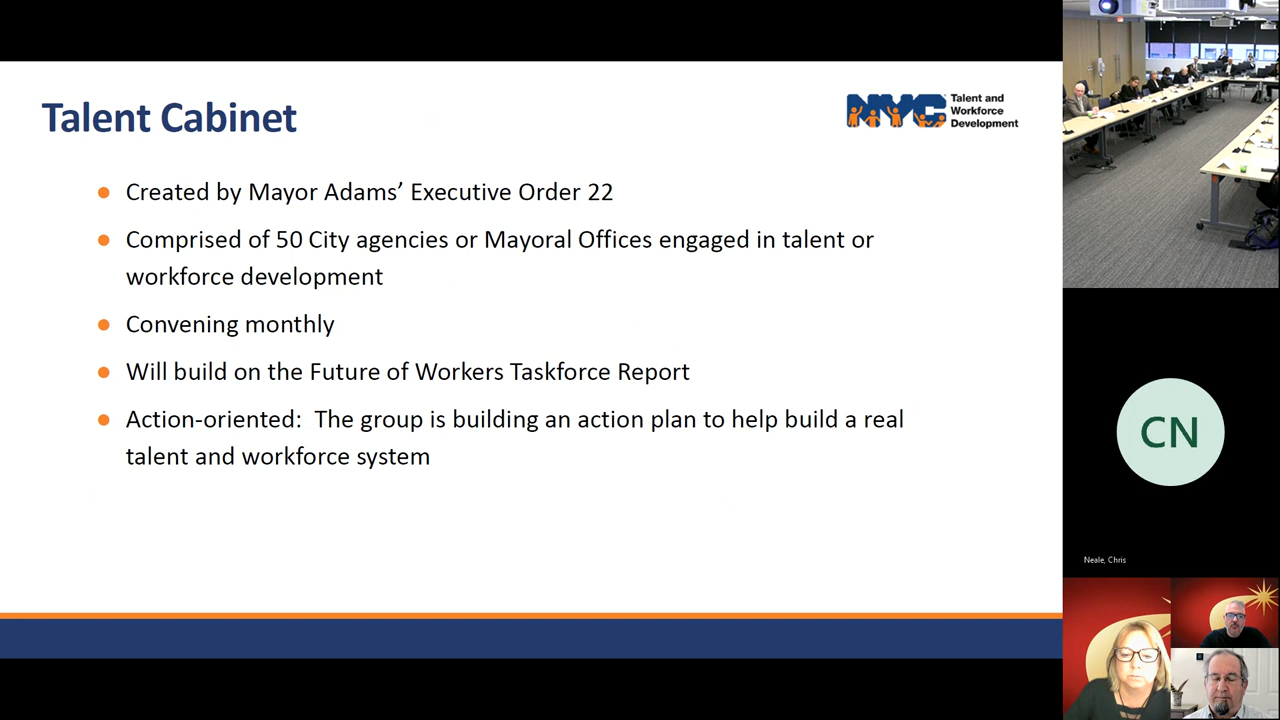 Talent Cabinet
NYC
Talent and
Workforce
Development
Created by Mayor Adams’ Executive Order 22
Comprised of 50 City agencies or Mayoral Offices engaged in talent or
workforce development
Convening monthly
Will build on the Future of Workers Taskforce Report
Action-oriented:  The group is building an action plan to help build a real
talent and workforce system
CN
Neale, Chris